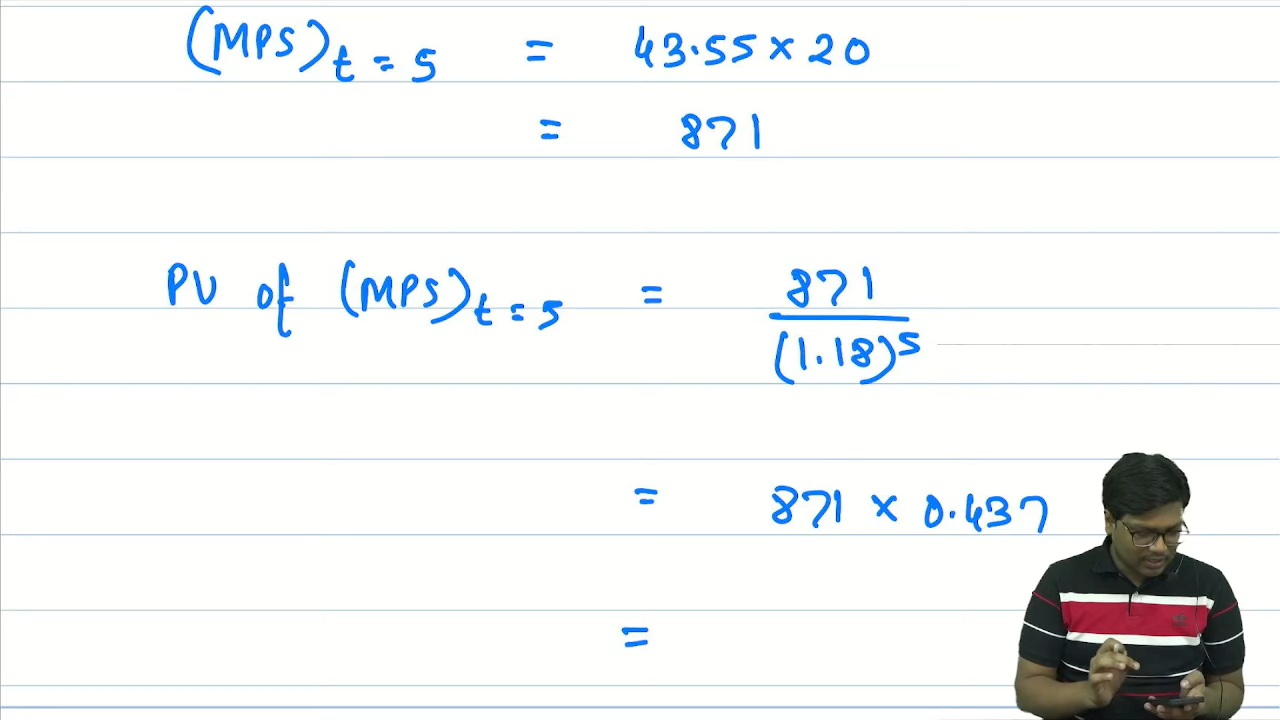 (MPS)t = 5 = 43.55 × 20
= 871
PV of (MPS)t = 5 = 871
(1.18)5
= 871 × 0.437
=